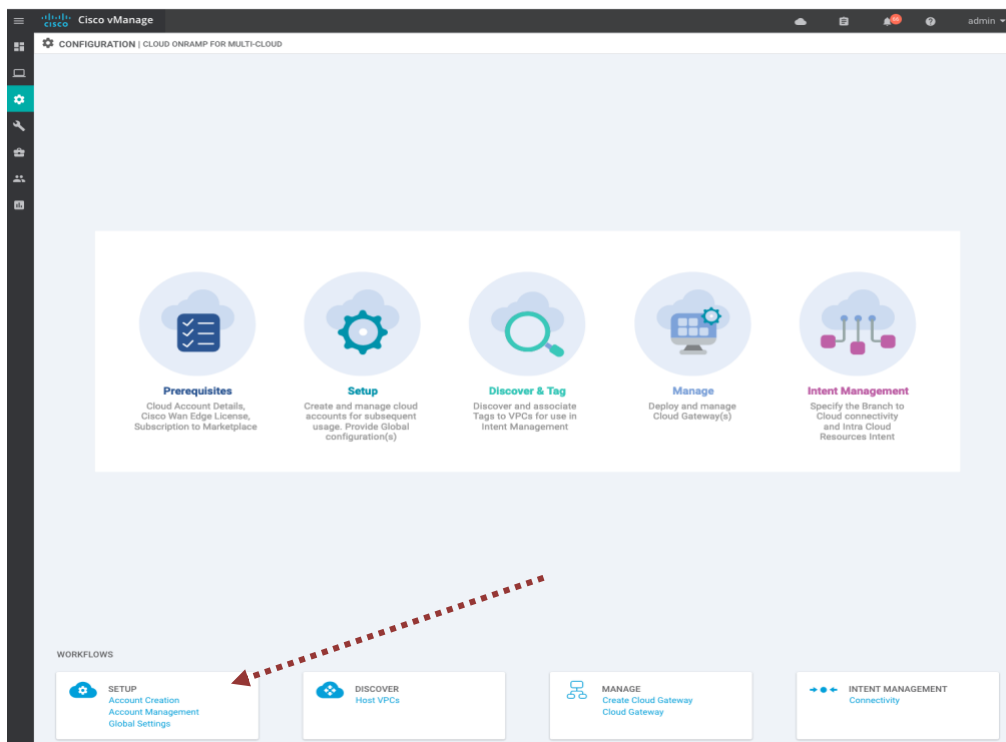 cisco
Cisco vManage
admin
CONFIGURATION | CLOUD ONRAMP FOR MULTI-CLOUD
Prerequisites
Cloud Account Details,
Cisco Wan Edge License,
Subscription to Marketplace
Setup
Create and manage cloud
accounts for subsequent
usage. Provide Global
configuration(s)
Discover & Tag
Discover and associate
Tags to VPCs for use in
Intent Management
Manage
Deploy and manage
Cloud Gateway(s)
Intent Management
Specify the Branch to
Cloud connectivity
and Intra Cloud
Resources Intent
WORKFLOWS
SETUP
Account Creation
Account Management
Global Settings
DISCOVER
Host VPCs
MANAGE
Create Cloud Gateway
Cloud Gateway
INTENT MANAGEMENT
Connectivity